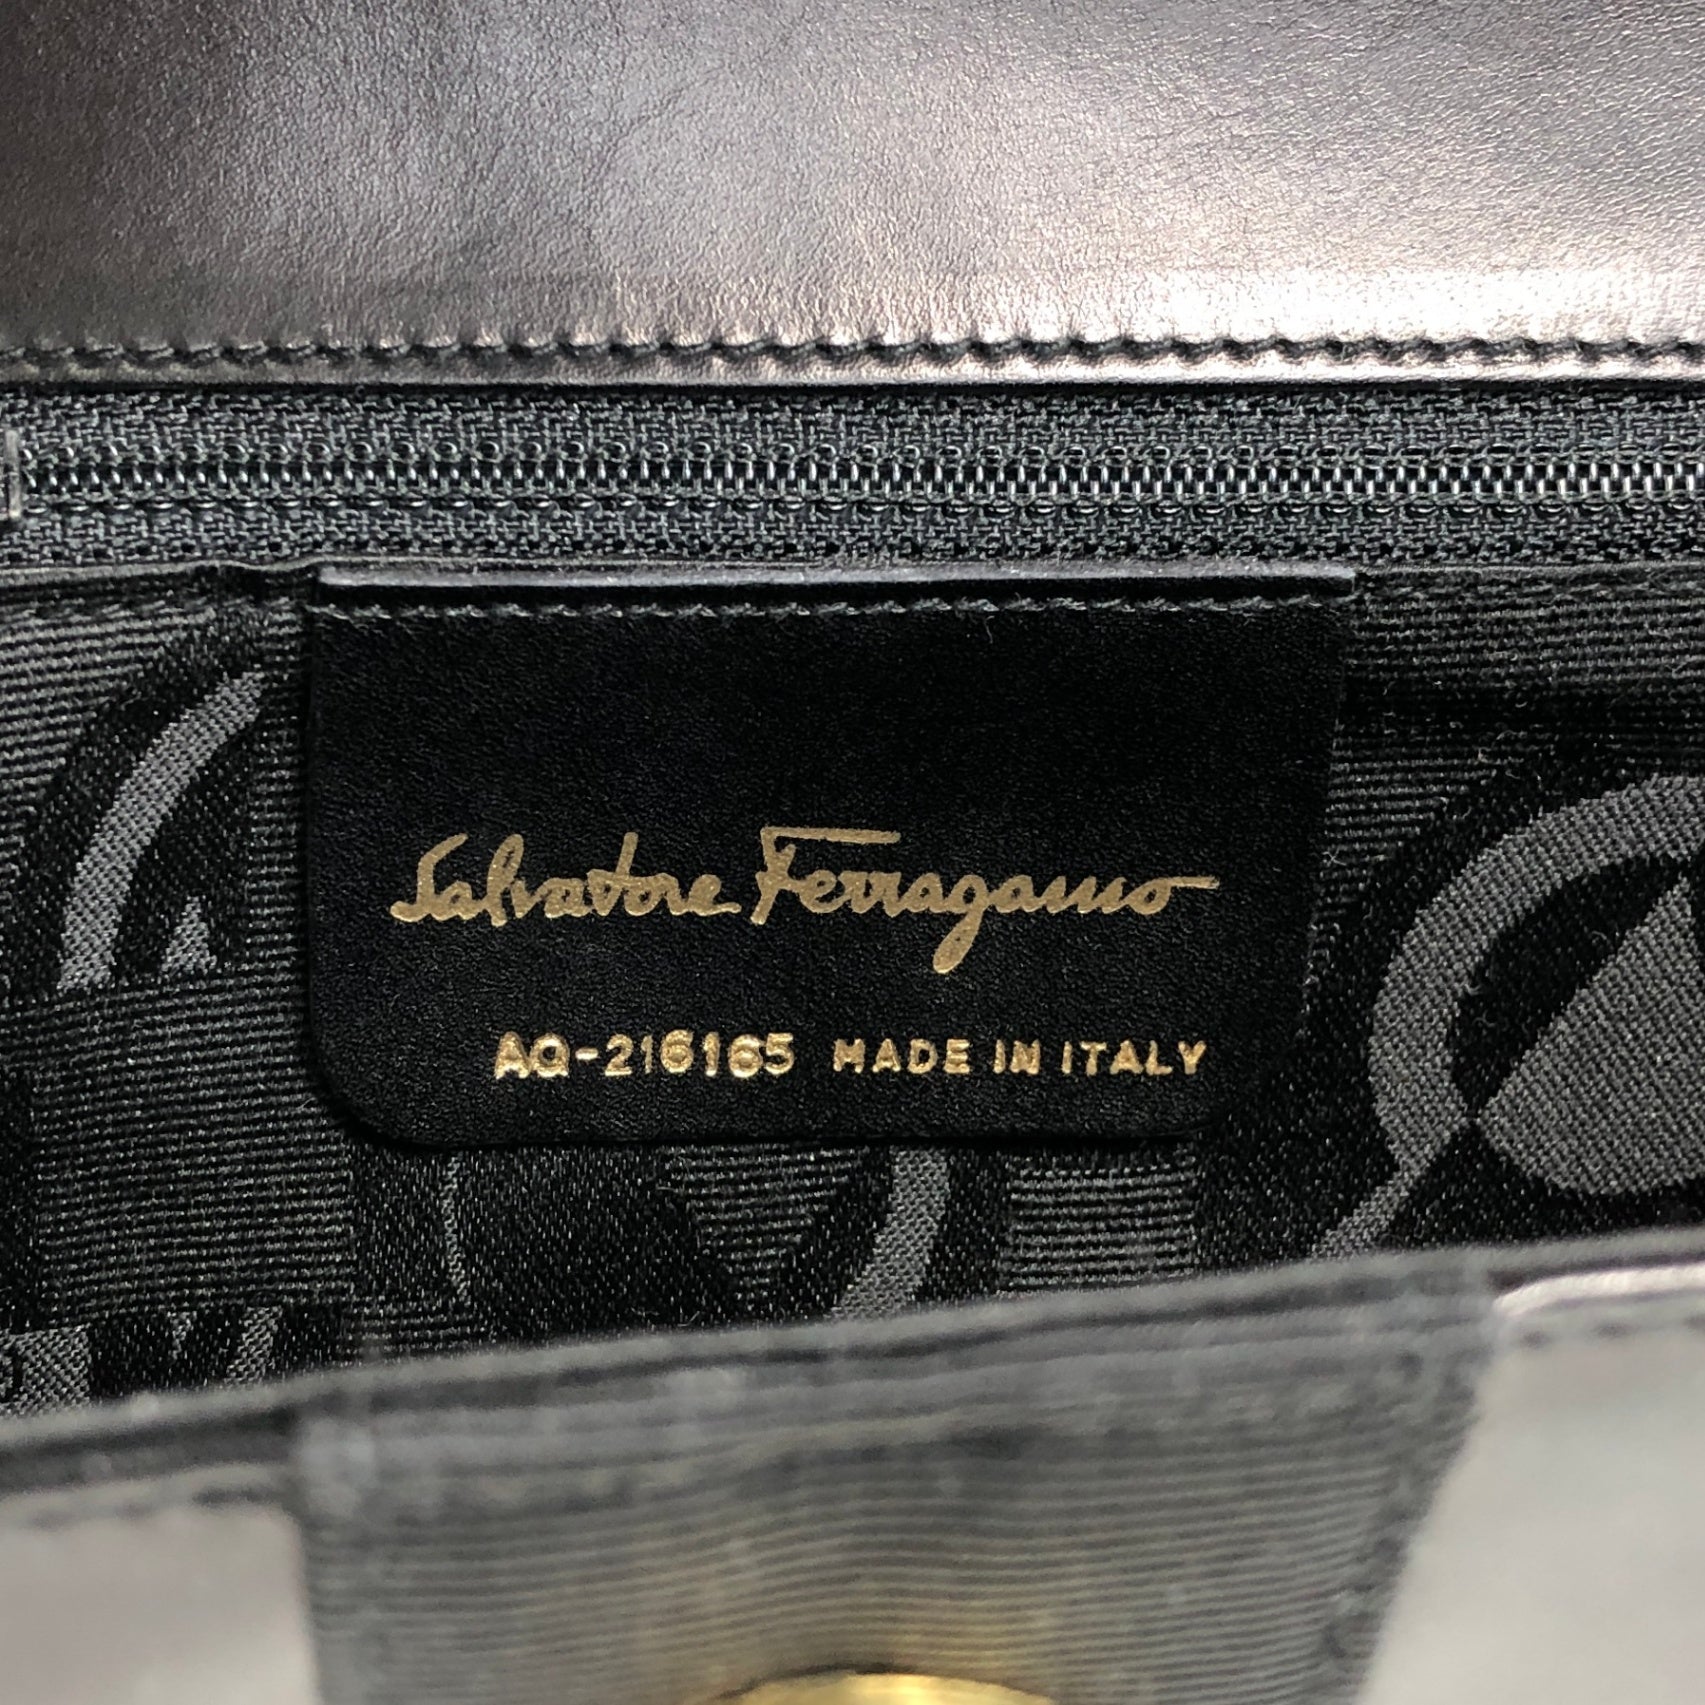 Salvatore Ferragamo
AQ-216165 MADE IN ITALY